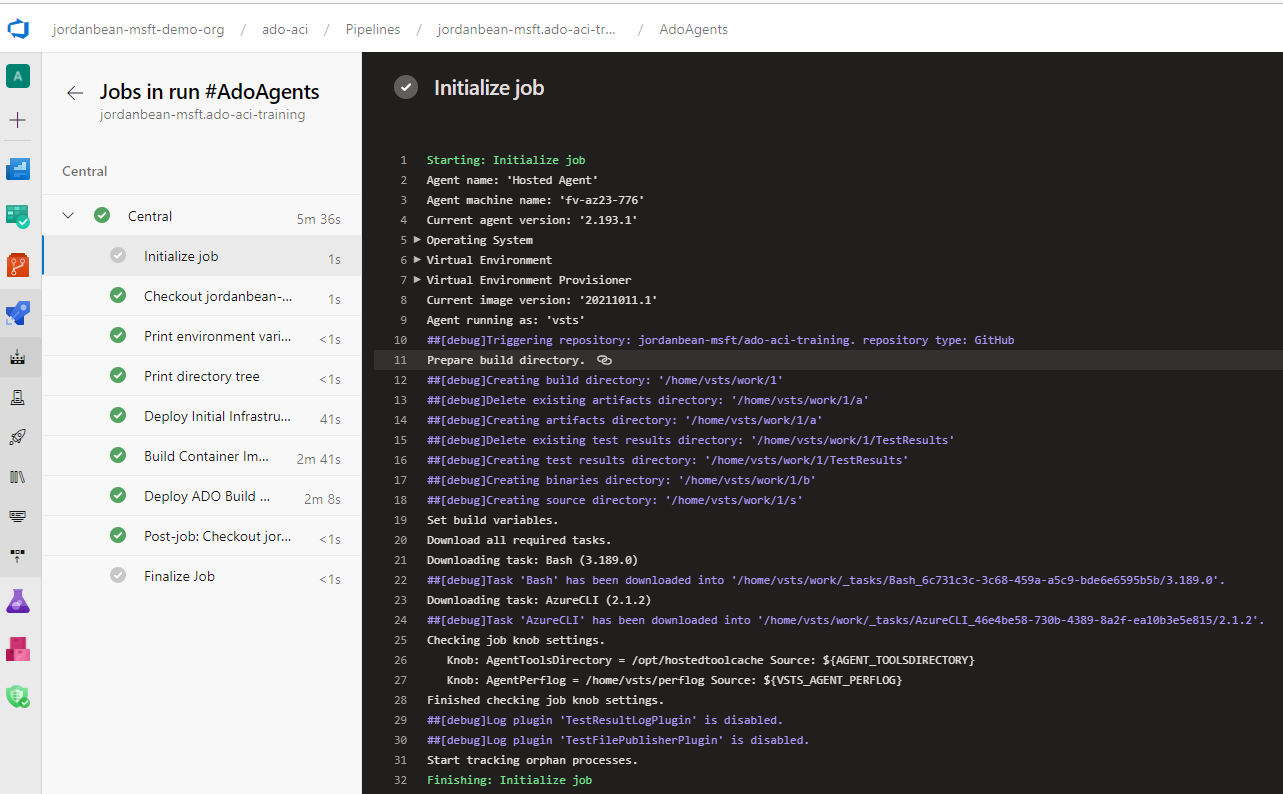 jordanbean-msft-demo-org / ado-aci / Pipelines / jordanbean-msft.ado-aci-tr... / AdoAgents
A
Jobs in run #AdoAgents
jordanbean-msft.ado-aci-training
Central
Central 5m 36s
Initialize job 1s
Checkout jordanbean-... 1s
Print environment vari... <1s
Print directory tree <1s
Deploy Initial Infrastru... 41s
Build Container Im... 2m 41s
Deploy ADO Build ... 2m 8s
Post-job: Checkout jor... <1s
Finalize Job <1s
Initialize job
1 Starting: Initialize job
2 Agent name: 'Hosted Agent'
3 Agent machine name: 'fv-az23-776'
4 Current agent version: '2.193.1'
5 Operating System
6 Virtual Environment
7 Virtual Environment Provisioner
8 Current image version: '20211011.1'
9 Agent running as: 'vsts'
10 ##[debug]Triggering repository: jordanbean-msft/ado-aci-training. repository type: GitHub
11 Prepare build directory.
12 ##[debug]Creating build directory: '/home/vsts/work/1'
13 ##[debug]Delete existing artifacts directory: '/home/vsts/work/1/a'
14 ##[debug]Creating artifacts directory: '/home/vsts/work/1/a'
15 ##[debug]Delete existing test results directory: '/home/vsts/work/1/TestResults'
16 ##[debug]Creating test results directory: '/home/vsts/work/1/TestResults'
17 ##[debug]Creating binaries directory: '/home/vsts/work/1/b'
18 ##[debug]Creating source directory: '/home/vsts/work/1/s'
19 Set build variables.
20 Download all required tasks.
21 Downloading task: Bash (3.189.0)
22 ##[debug]Task 'Bash' has been downloaded into '/home/vsts/work/_tasks/Bash_6c731c3c-3c68-459a-a5c9-bde6e6595b5b/3.189.0'.
23 Downloading task: AzureCLI (2.1.2)
24 ##[debug]Task 'AzureCLI' has been downloaded into '/home/vsts/work/_tasks/AzureCLI_46e4be58-730b-4389-8a2f-ea10b3e5e815/2.1.2'.
25 Checking job knob settings.
26 Knob: AgentToolsDirectory = /opt/hostedtoolcache Source: ${AGENT_TOOLSDIRECTORY}
27 Knob: AgentPerflog = /home/vsts/perflog Source: ${VSTS_AGENT_PERFLOG}
28 Finished checking job knob settings.
29 ##[debug]Log plugin 'TestResultLogPlugin' is disabled.
30 ##[debug]Log plugin 'TestFilePublisherPlugin' is disabled.
31 Start tracking orphan processes.
32 Finishing: Initialize job